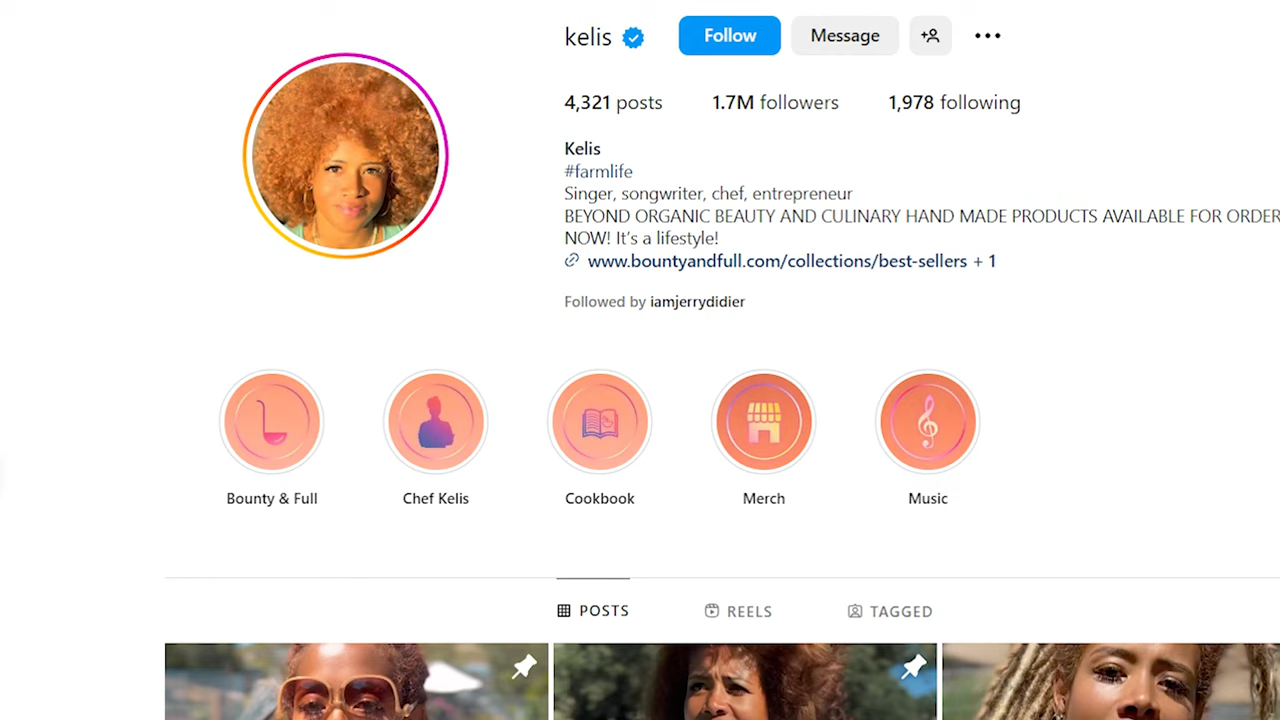 kelis Follow Message
4,321 posts 1.7M followers 1,978 following
Kelis
#farmlife
Singer, songwriter, chef, entrepreneur
BEYOND ORGANIC BEAUTY AND CULINARY HAND MADE PRODUCTS AVAILABLE FOR ORDER
NOW! It’s a lifestyle!
www.bountyandfull.com/collections/best-sellers + 1
Followed by iamjerrydidier
Bounty & Full Chef Kelis Cookbook Merch Music
POSTS REELS TAGGED